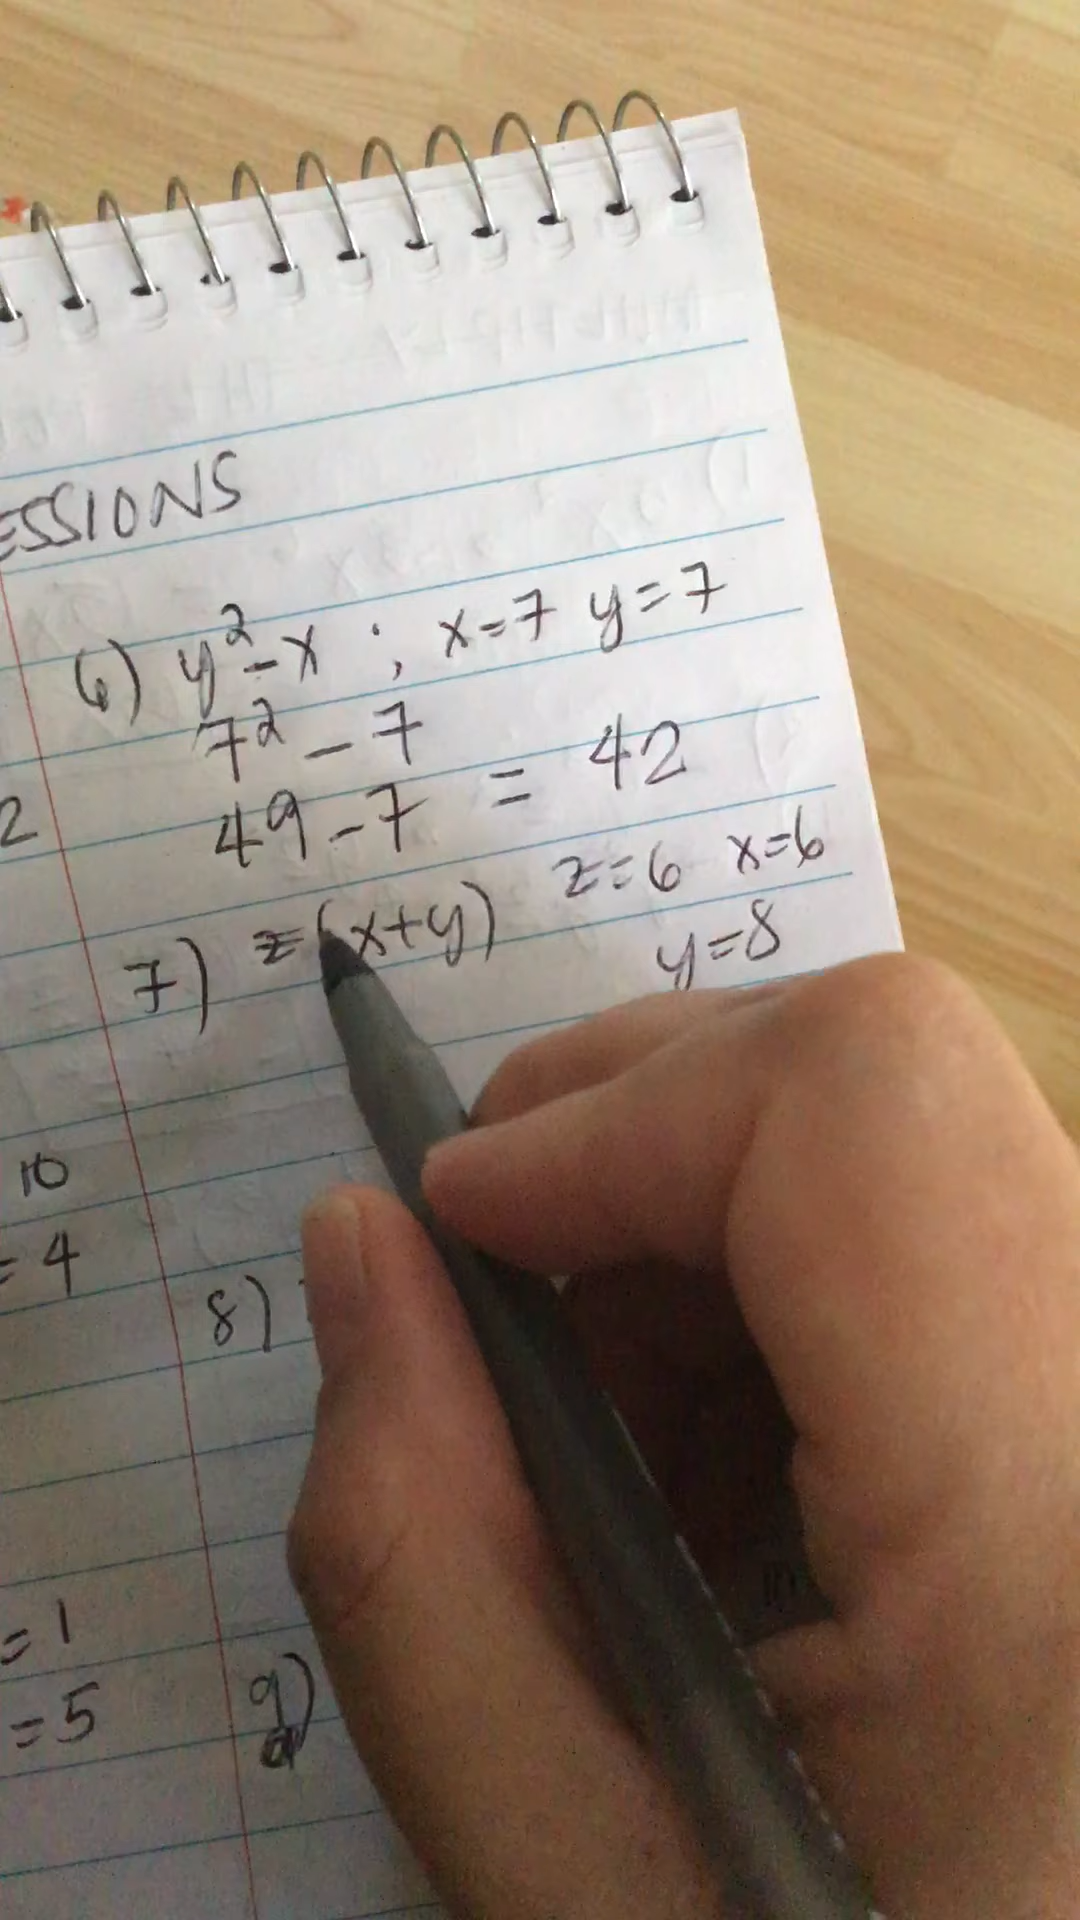 ESSIONS
6) y² - x ; x=7 y=7
7² - 7
49 - 7 = 42
2
7) z(x+y) z=6 x=6
y=8
10
= 4
8)
= 1
= 5
9)